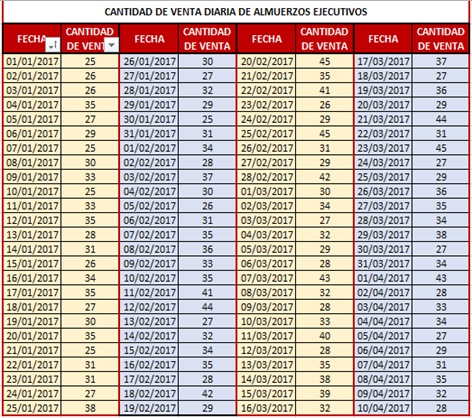 CANTIDAD DE VENTA DIARIA DE ALMUERZOS EJECUTIVOS
FECHA CANTIDAD DE VENTA FECHA CANTIDAD DE VENTA FECHA CANTIDAD DE VENTA FECHA CANTIDAD DE VENTA
01/01/2017 25 26/01/2017 30 20/02/2017 45 17/03/2017 37
02/01/2017 26 27/01/2017 27 21/02/2017 35 18/03/2017 27
03/01/2017 26 28/01/2017 32 22/02/2017 41 19/03/2017 36
04/01/2017 35 29/01/2017 29 23/02/2017 26 20/03/2017 29
05/01/2017 27 30/01/2017 25 24/02/2017 29 21/03/2017 44
06/01/2017 29 31/01/2017 31 25/02/2017 45 22/03/2017 31
07/01/2017 25 01/02/2017 34 26/02/2017 31 23/03/2017 45
08/01/2017 30 02/02/2017 28 27/02/2017 29 24/03/2017 27
09/01/2017 33 03/02/2017 37 28/02/2017 42 25/03/2017 29
10/01/2017 25 04/02/2017 30 01/03/2017 30 26/03/2017 36
11/01/2017 33 05/02/2017 26 02/03/2017 34 27/03/2017 35
12/01/2017 35 06/02/2017 31 03/03/2017 27 28/03/2017 34
13/01/2017 28 07/02/2017 35 04/03/2017 32 29/03/2017 38
14/01/2017 31 08/02/2017 36 05/03/2017 29 30/03/2017 27
15/01/2017 26 09/02/2017 33 06/03/2017 28 31/03/2017 34
16/01/2017 34 10/02/2017 35 07/03/2017 43 01/04/2017 43
17/01/2017 35 11/02/2017 41 08/03/2017 32 02/04/2017 28
18/01/2017 27 12/02/2017 44 09/03/2017 28 03/04/2017 33
19/01/2017 30 13/02/2017 27 10/03/2017 33 04/04/2017 34
20/01/2017 35 14/02/2017 32 11/03/2017 40 05/04/2017 27
21/01/2017 25 15/02/2017 34 12/03/2017 28 06/04/2017 29
22/01/2017 31 16/02/2017 35 13/03/2017 35 07/04/2017 31
23/01/2017 31 17/02/2017 28 14/03/2017 38 08/04/2017 35
24/01/2017 27 18/02/2017 42 15/03/2017 39 09/04/2017 32
25/01/2017 38 19/02/2017 29 16/03/2017 32 10/04/2017 28